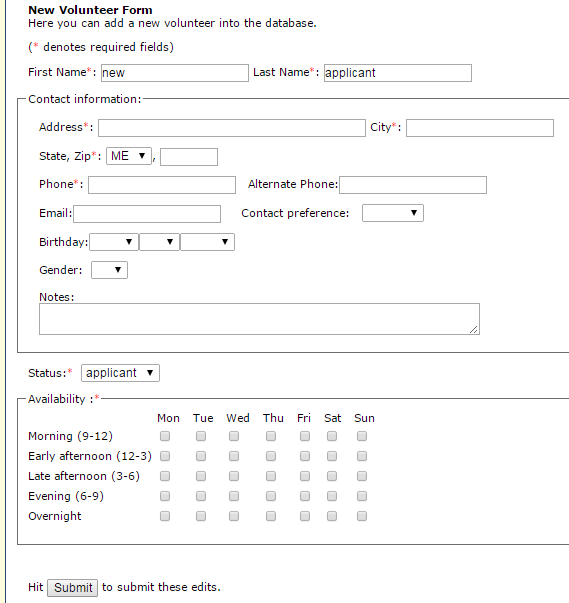 New Volunteer Form
Here you can add a new volunteer into the database.
(* denotes required fields)
First Name*: new Last Name*: applicant
Contact information:
Address*: City*:
State, Zip*: ME ,
Phone*: Alternate Phone:
Email: Contact preference:
Birthday:
Gender:
Notes:
Status:* applicant
Availability :*
Mon Tue Wed Thu Fri Sat Sun
Morning (9-12)
Early afternoon (12-3)
Late afternoon (3-6)
Evening (6-9)
Overnight
Hit Submit to submit these edits.